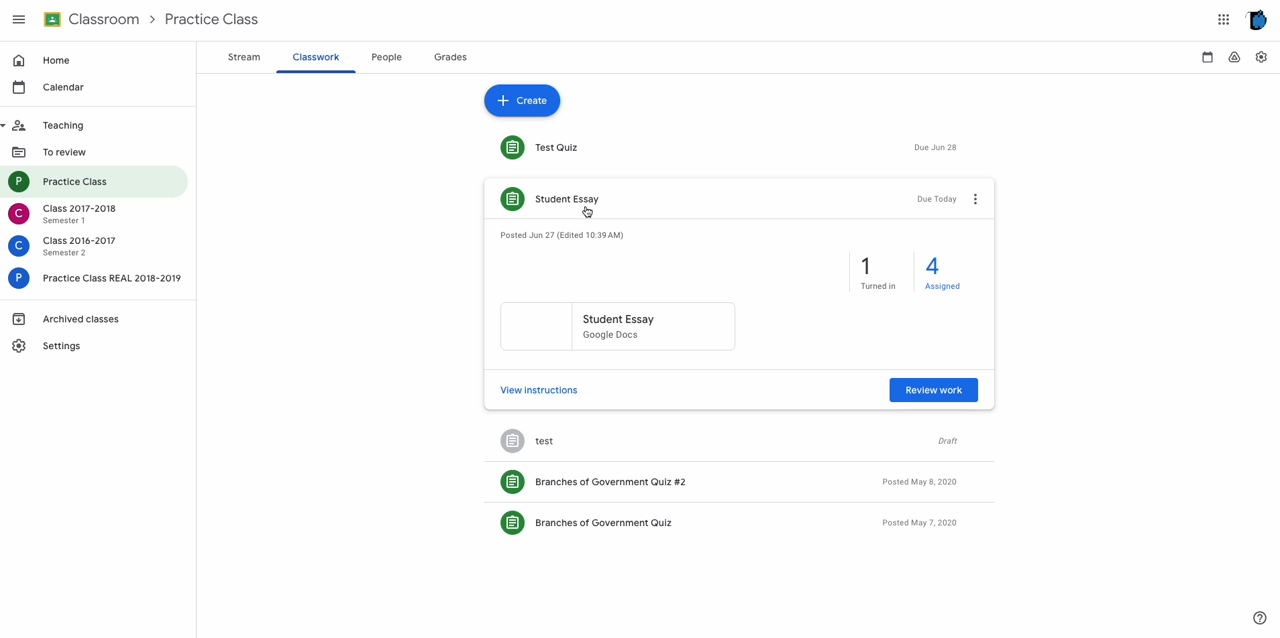 Classroom > Practice Class
Stream
Classwork
People
Grades
Home
Calendar
Teaching
To review
P Practice Class
C Class 2017-2018
Semester 1
C Class 2016-2017
Semester 2
P Practice Class REAL 2018-2019
Archived classes
Settings
+ Create
Test Quiz Due Jun 28
Student Essay Due Today
Posted Jun 27 (Edited 10:39 AM)
1 4
Turned in Assigned
Student Essay
Google Docs
View instructions Review work
test Draft
Branches of Government Quiz #2 Posted May 8, 2020
Branches of Government Quiz Posted May 7, 2020